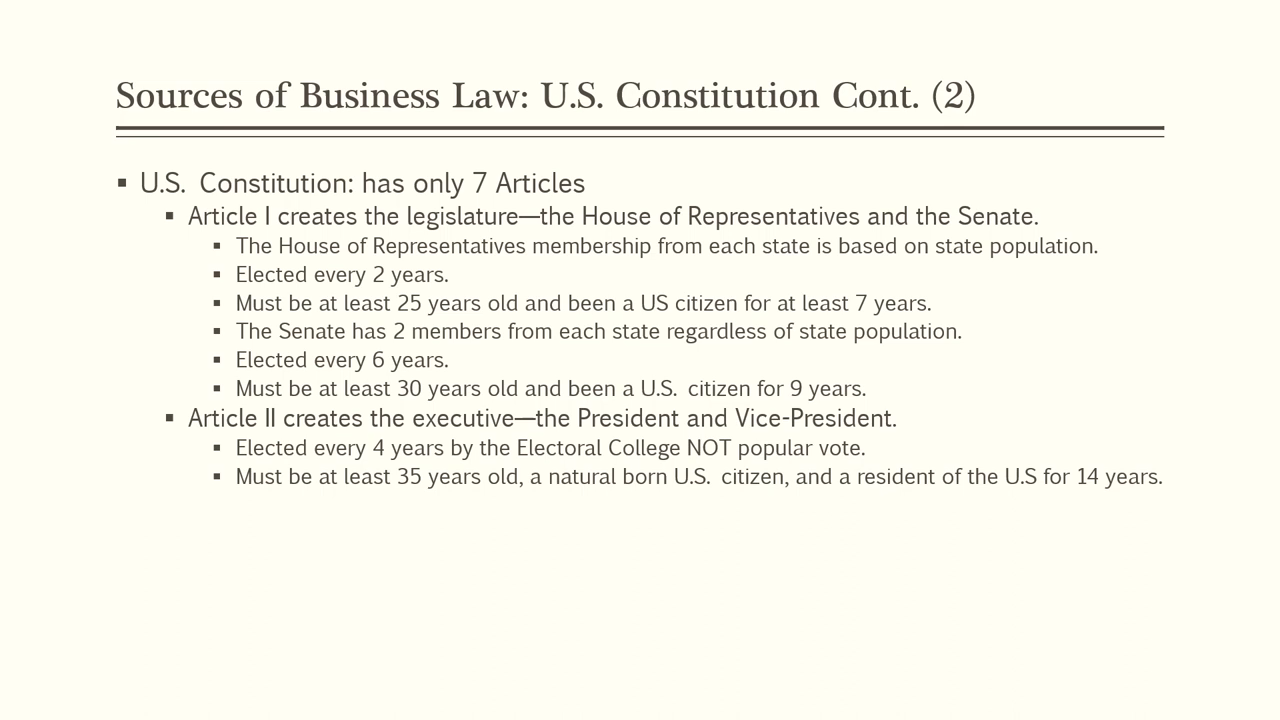 Sources of Business Law: U.S. Constitution Cont. (2)
▪ U.S. Constitution: has only 7 Articles
▪ Article I creates the legislature—the House of Representatives and the Senate.
▪ The House of Representatives membership from each state is based on state population.
▪ Elected every 2 years.
▪ Must be at least 25 years old and been a US citizen for at least 7 years.
▪ The Senate has 2 members from each state regardless of state population.
▪ Elected every 6 years.
▪ Must be at least 30 years old and been a U.S. citizen for 9 years.
▪ Article II creates the executive—the President and Vice-President.
▪ Elected every 4 years by the Electoral College NOT popular vote.
▪ Must be at least 35 years old, a natural born U.S. citizen, and a resident of the U.S for 14 years.